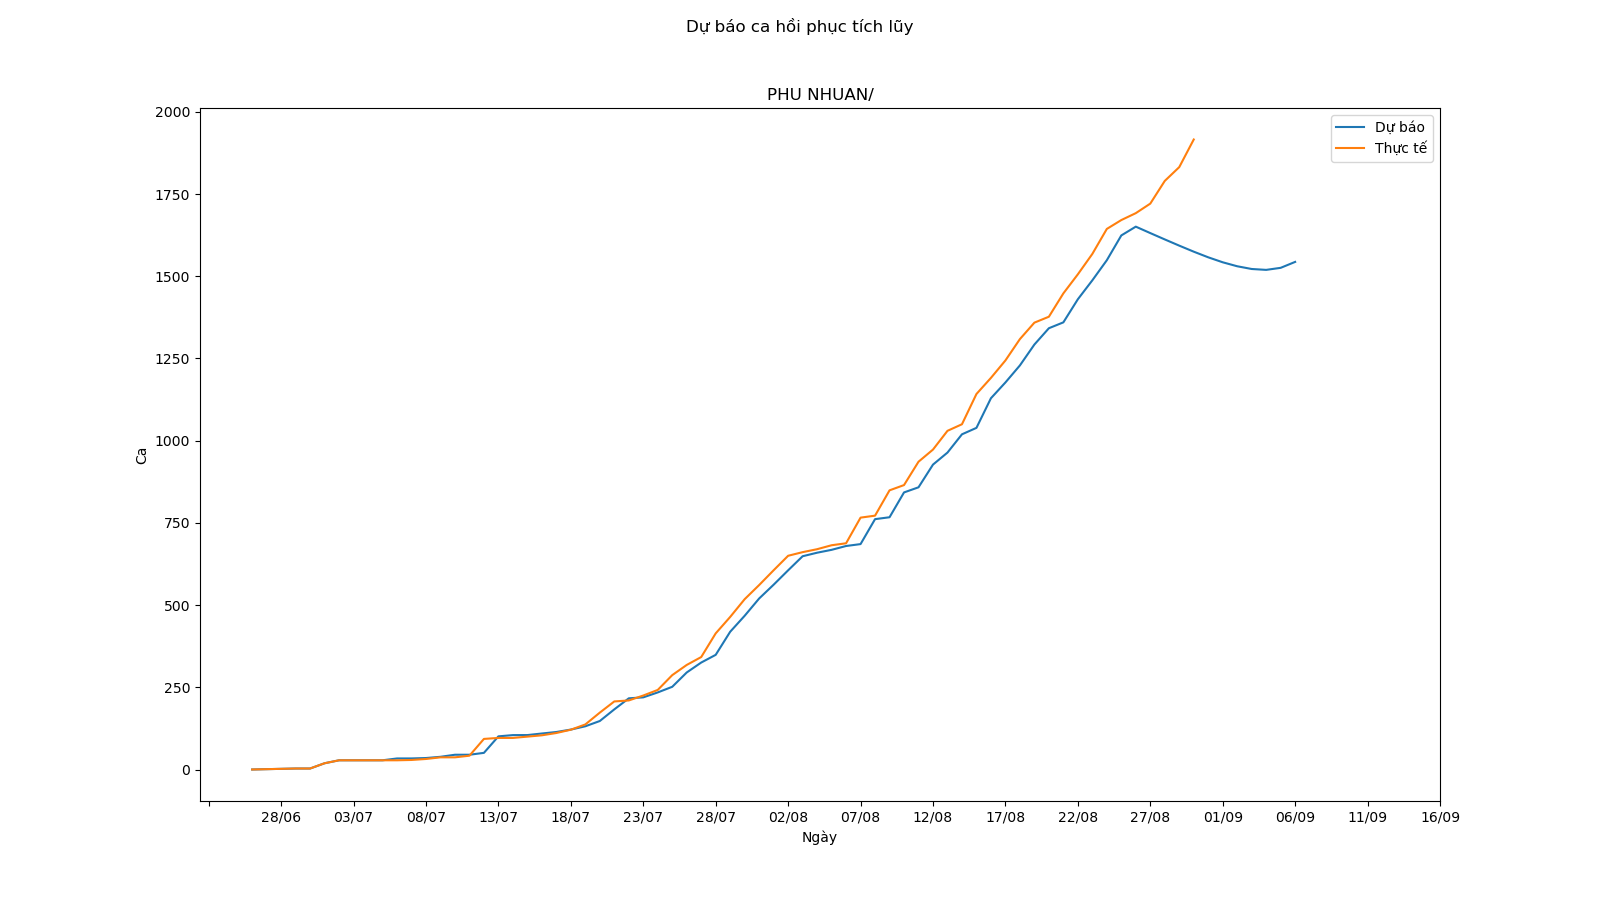 Dự báo ca hồi phục tích lũy
PHU NHUAN/
Dự báo
Thực tế
2000
1750
1500
1250
1000
750
500
250
0
Ca
28/06 03/07 08/07 13/07 18/07 23/07 28/07 02/08 07/08 12/08 17/08 22/08 27/08 01/09 06/09 11/09 16/09
Ngày